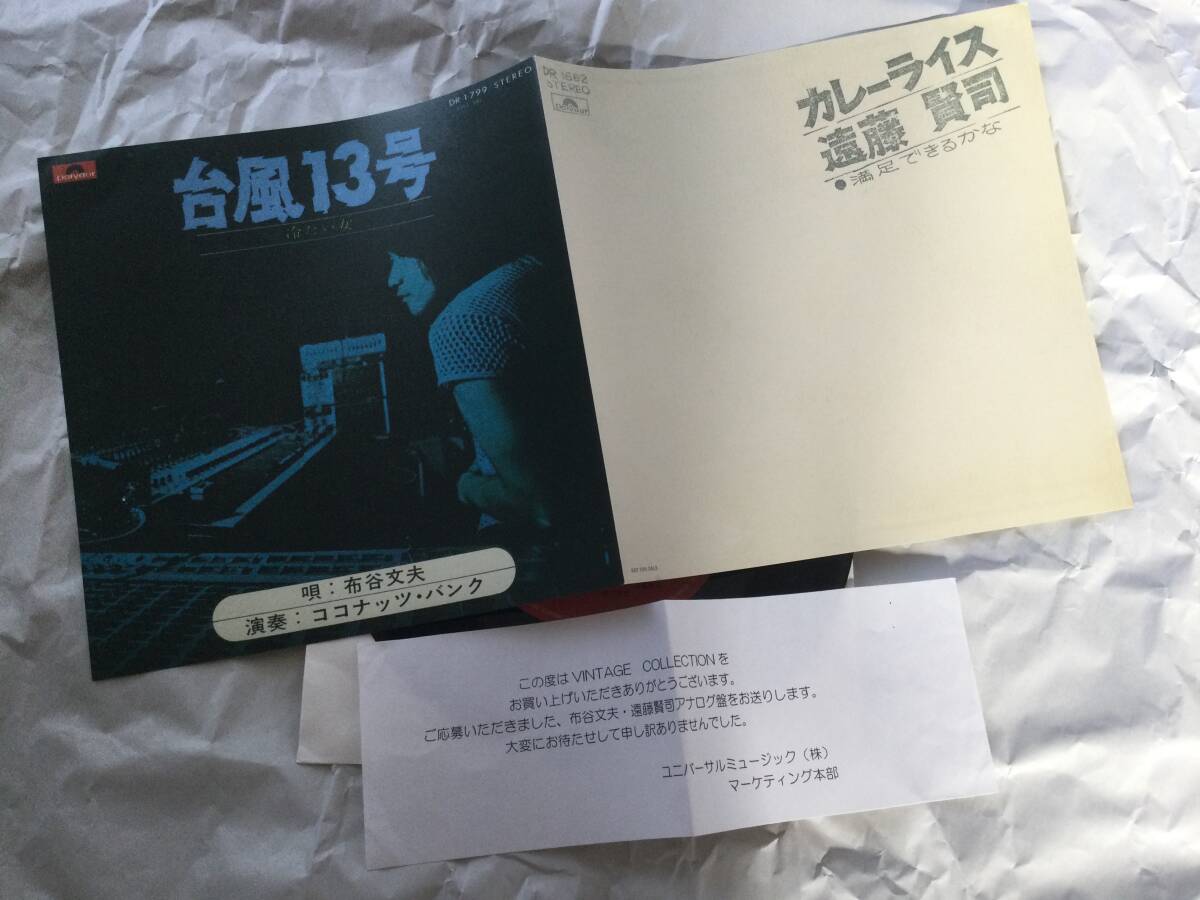 DR-1799 STEREO
polydor
台風13号
冷たい女
唄：布谷文夫
演奏：ココナッツ・バンク
DR 1662
STEREO
polydor
カレーライス
遠藤 賢司
●満足できるかな
NOT FOR SALE
この度はVINTAGE COLLECTIONを
お買い上げいただきありがとうございます。
ご応募いただきました、布谷文夫・遠藤賢司アナログ盤をお送りします。
大変にお待たせして申し訳ありませんでした。
ユニバーサルミュージック（株）
マーケティング本部